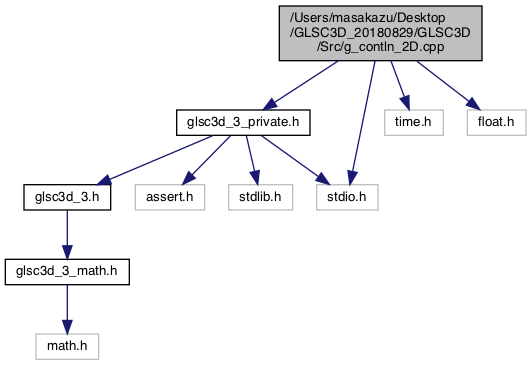 /Users/masakazu/Desktop
/GLSC3D_20180829/GLSC3D
/Src/g_contln_2D.cpp
glsc3d_3_private.h
time.h
float.h
glsc3d_3.h
assert.h
stdlib.h
stdio.h
glsc3d_3_math.h
math.h